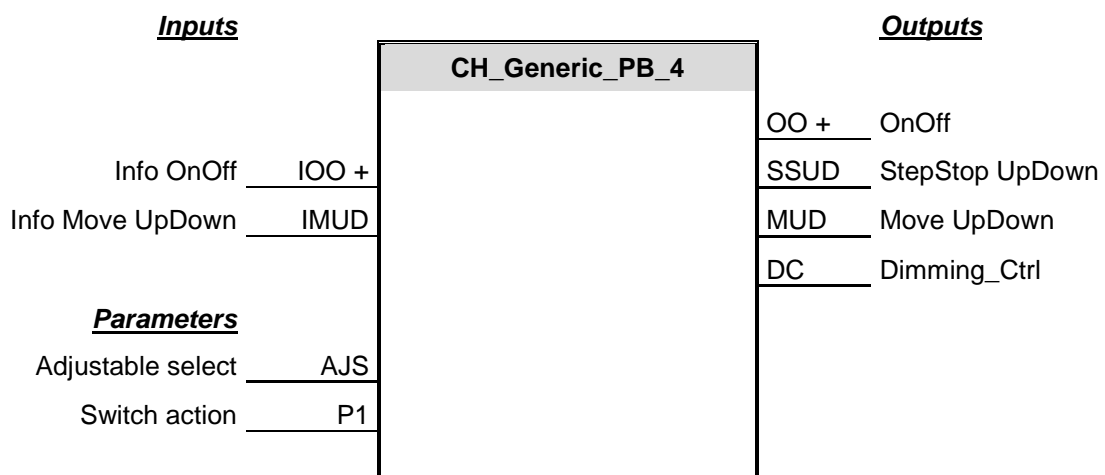 Inputs
Outputs
CH_Generic_PB_4
OO + OnOff
Info OnOff IOO +
SSUD StepStop UpDown
Info Move UpDown IMUD
MUD Move UpDown
DC Dimming_Ctrl
Parameters
Adjustable select AJS
Switch action P1